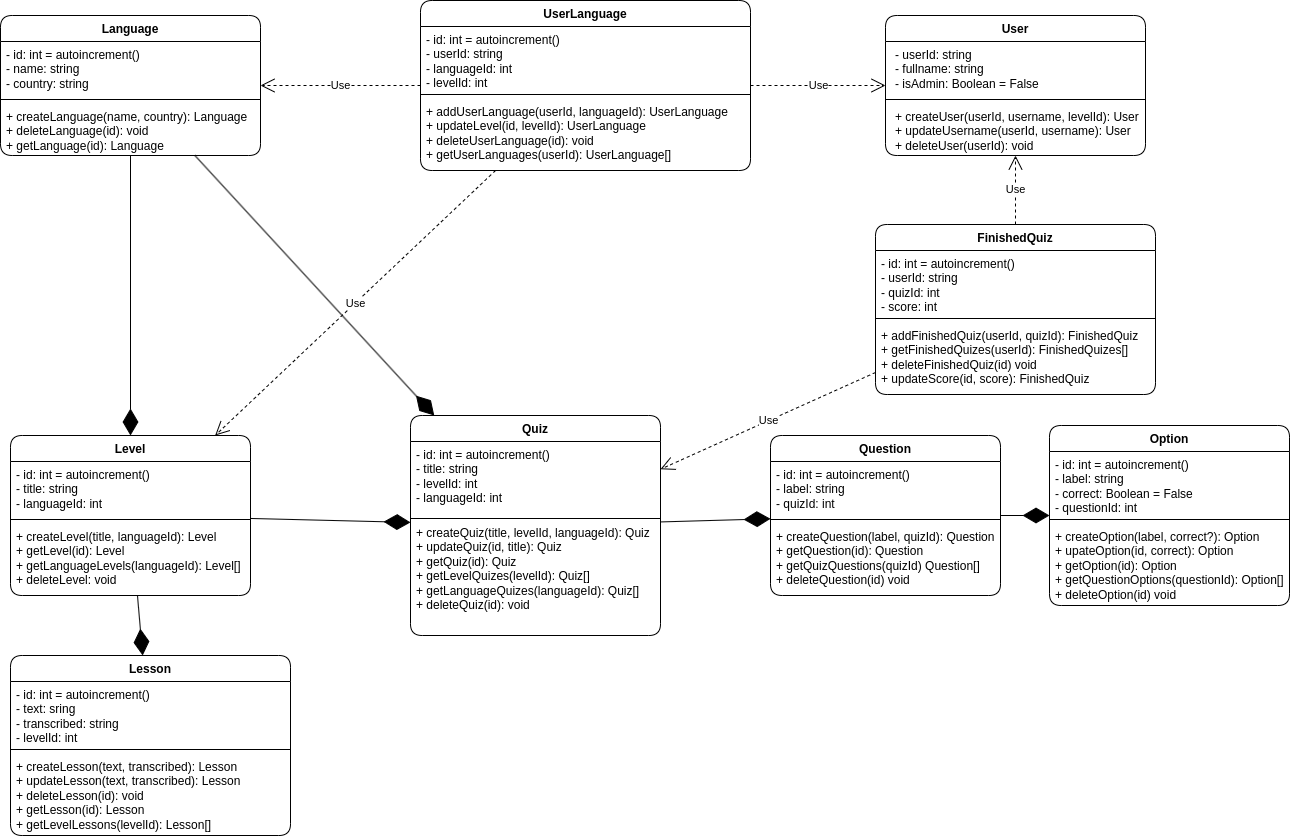 Language
- id: int = autoincrement()
- name: string
- country: string
+ createLanguage(name, country): Language
+ deleteLanguage(id): void
+ getLanguage(id): Language
UserLanguage
- id: int = autoincrement()
- userId: string
- languageId: int
- levelId: int
+ addUserLanguage(userId, languageId): UserLanguage
+ updateLevel(id, levelId): UserLanguage
+ deleteUserLanguage(id): void
+ getUserLanguages(userId): UserLanguage[]
User
- userId: string
- fullname: string
- isAdmin: Boolean = False
+ createUser(userId, username, levelId): User
+ updateUsername(userId, username): User
+ deleteUser(userId): void
Use
Use
Use
Use
FinishedQuiz
- id: int = autoincrement()
- userId: string
- quizId: int
- score: int
+ addFinishedQuiz(userId, quizId): FinishedQuiz
+ getFinishedQuizes(userId): FinishedQuizes[]
+ deleteFinishedQuiz(id) void
+ updateScore(id, score): FinishedQuiz
Use
Level
- id: int = autoincrement()
- title: string
- languageId: int
+ createLevel(title, languageId): Level
+ getLevel(id): Level
+ getLanguageLevels(languageId): Level[]
+ deleteLevel: void
Quiz
- id: int = autoincrement()
- title: string
- levelId: int
- languageId: int
+ createQuiz(title, levelId, languageId): Quiz
+ updateQuiz(id, title): Quiz
+ getQuiz(id): Quiz
+ getLevelQuizes(levelId): Quiz[]
+ getLanguageQuizes(languageId): Quiz[]
+ deleteQuiz(id): void
Question
- id: int = autoincrement()
- label: string
- quizId: int
+ createQuestion(label, quizId): Question
+ getQuestion(id): Question
+ getQuizQuestions(quizId) Question[]
+ deleteQuestion(id) void
Option
- id: int = autoincrement()
- label: string
- correct: Boolean = False
- questionId: int
+ createOption(label, correct?): Option
+ upateOption(id, correct): Option
+ getOption(id): Option
+ getQuestionOptions(questionId): Option[]
+ deleteOption(id) void
Lesson
- id: int = autoincrement()
- text: sring
- transcribed: string
- levelId: int
+ createLesson(text, transcribed): Lesson
+ updateLesson(text, transcribed): Lesson
+ deleteLesson(id): void
+ getLesson(id): Lesson
+ getLevelLessons(levelId): Lesson[]